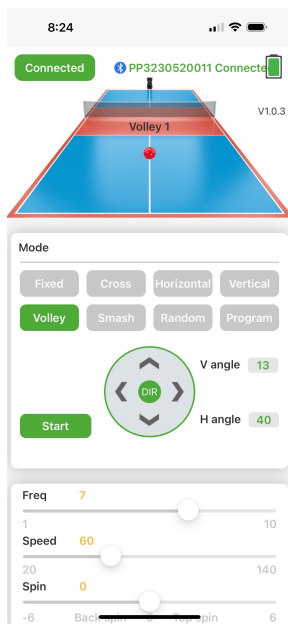 8:24
Connected PP3230520011 Connecte
V1.0.3
Volley 1
Mode
Fixed Cross Horizontal Vertical
Volley Smash Random Program
V angle 13
DIR
H angle 40
Start
Freq 7
1 10
Speed 60
20 140
Spin 0
-6 Back spin 0 Top spin 6